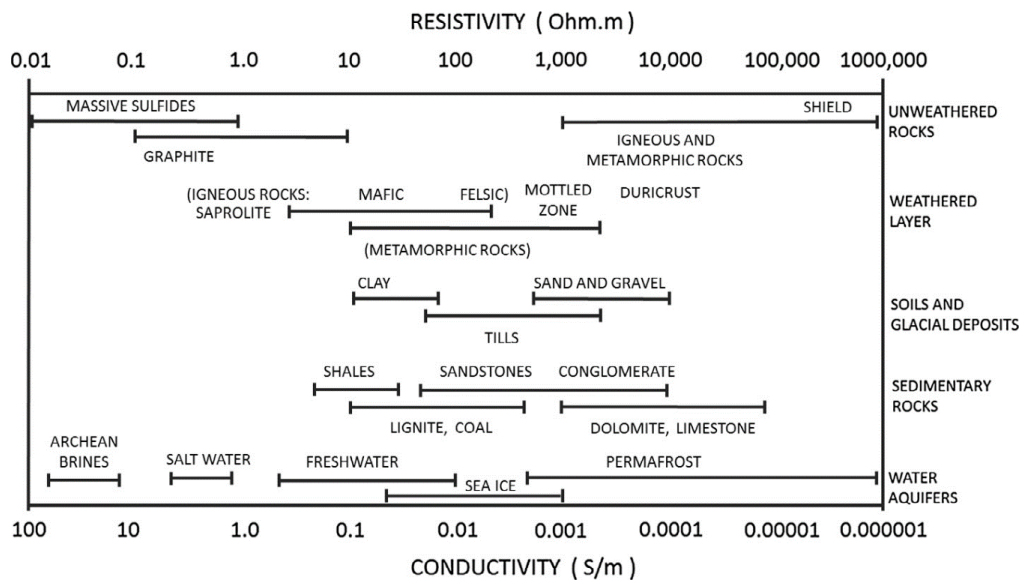 RESISTIVITY ( Ohm.m )
0.01 0.1 1.0 10 100 1,000 10,000 100,000 1000,000
MASSIVE SULFIDES
SHIELD
UNWEATHERED
ROCKS
GRAPHITE
IGNEOUS AND
METAMORPHIC ROCKS
(IGNEOUS ROCKS:
SAPROLITE
MAFIC
FELSIC)
MOTTLED
ZONE
DURICRUST
WEATHERED
LAYER
(METAMORPHIC ROCKS)
CLAY
SAND AND GRAVEL
TILLS
SOILS AND
GLACIAL DEPOSITS
SHALES
SANDSTONES
CONGLOMERATE
SEDIMENTARY
ROCKS
LIGNITE, COAL
DOLOMITE, LIMESTONE
ARCHEAN
BRINES
SALT WATER
FRESHWATER
SEA ICE
PERMAFROST
WATER
AQUIFERS
100 10 1.0 0.1 0.01 0.001 0.0001 0.00001 0.000001
CONDUCTIVITY ( S/m )